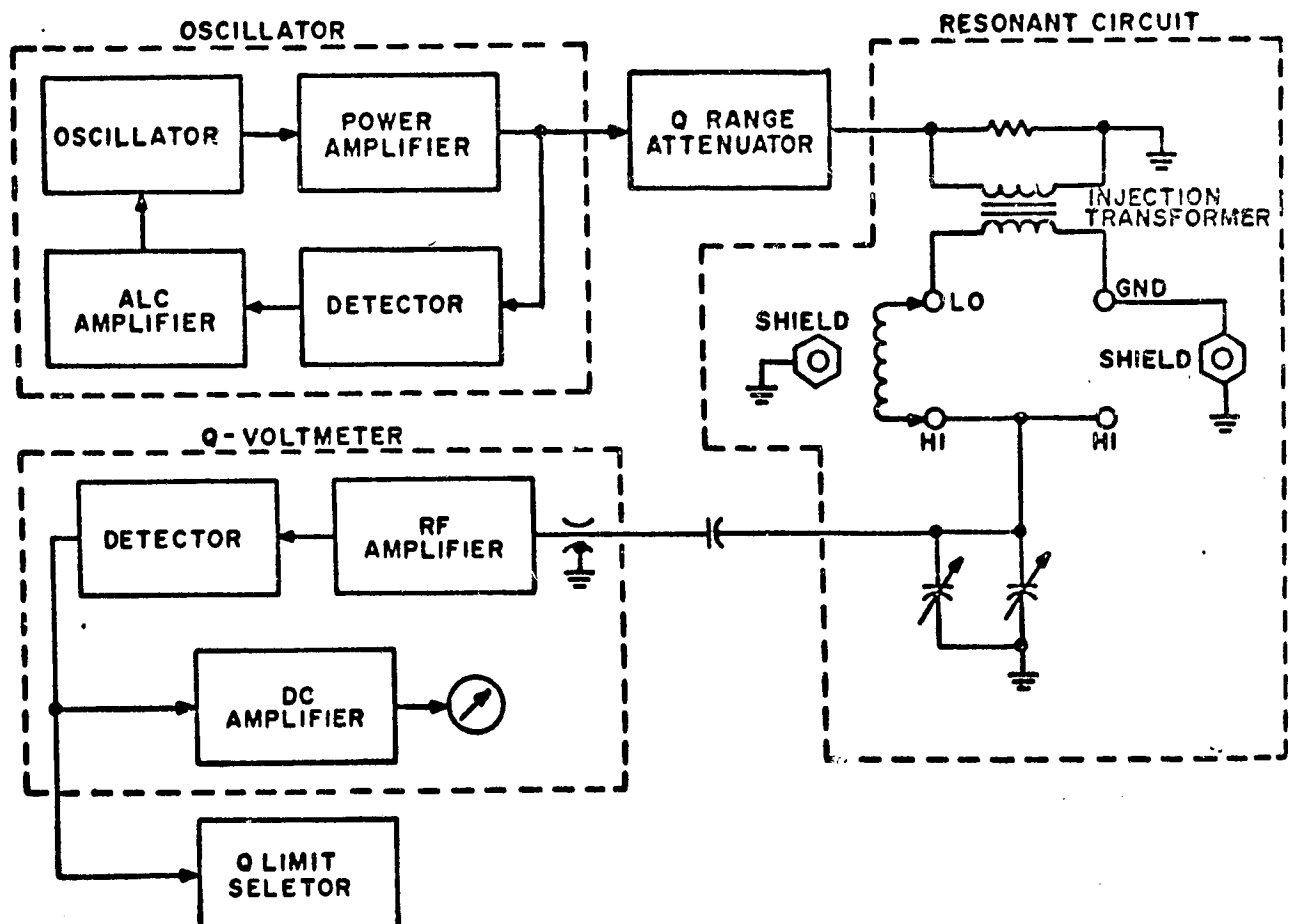 OSCILLATOR
OSCILLATOR
POWER
AMPLIFIER
ALC
AMPLIFIER
DETECTOR
Q RANGE
ATTENUATOR
RESONANT CIRCUIT
INJECTION
TRANSFORMER
LO
GND
SHIELD
SHIELD
HI
HI
Q-VOLTMETER
DETECTOR
RF
AMPLIFIER
DC
AMPLIFIER
Q LIMIT
SELETOR